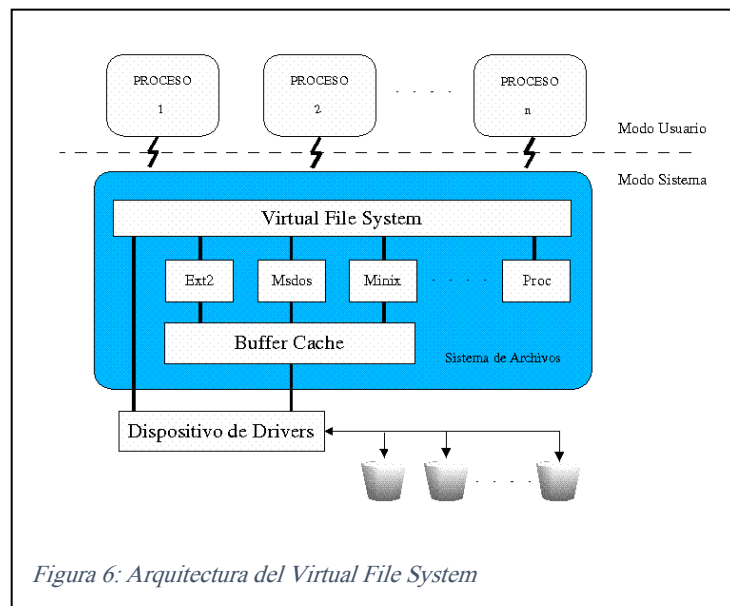 PROCESO
1
PROCESO
2
. . . .
PROCESO
n
Modo Usuario
Modo Sistema
Virtual File System
Ext2
Msdos
Minix
. . . .
Proc
Buffer Cache
Sistema de Archivos
Dispositivo de Drivers
. . . .
Figura 6: Arquitectura del Virtual File System